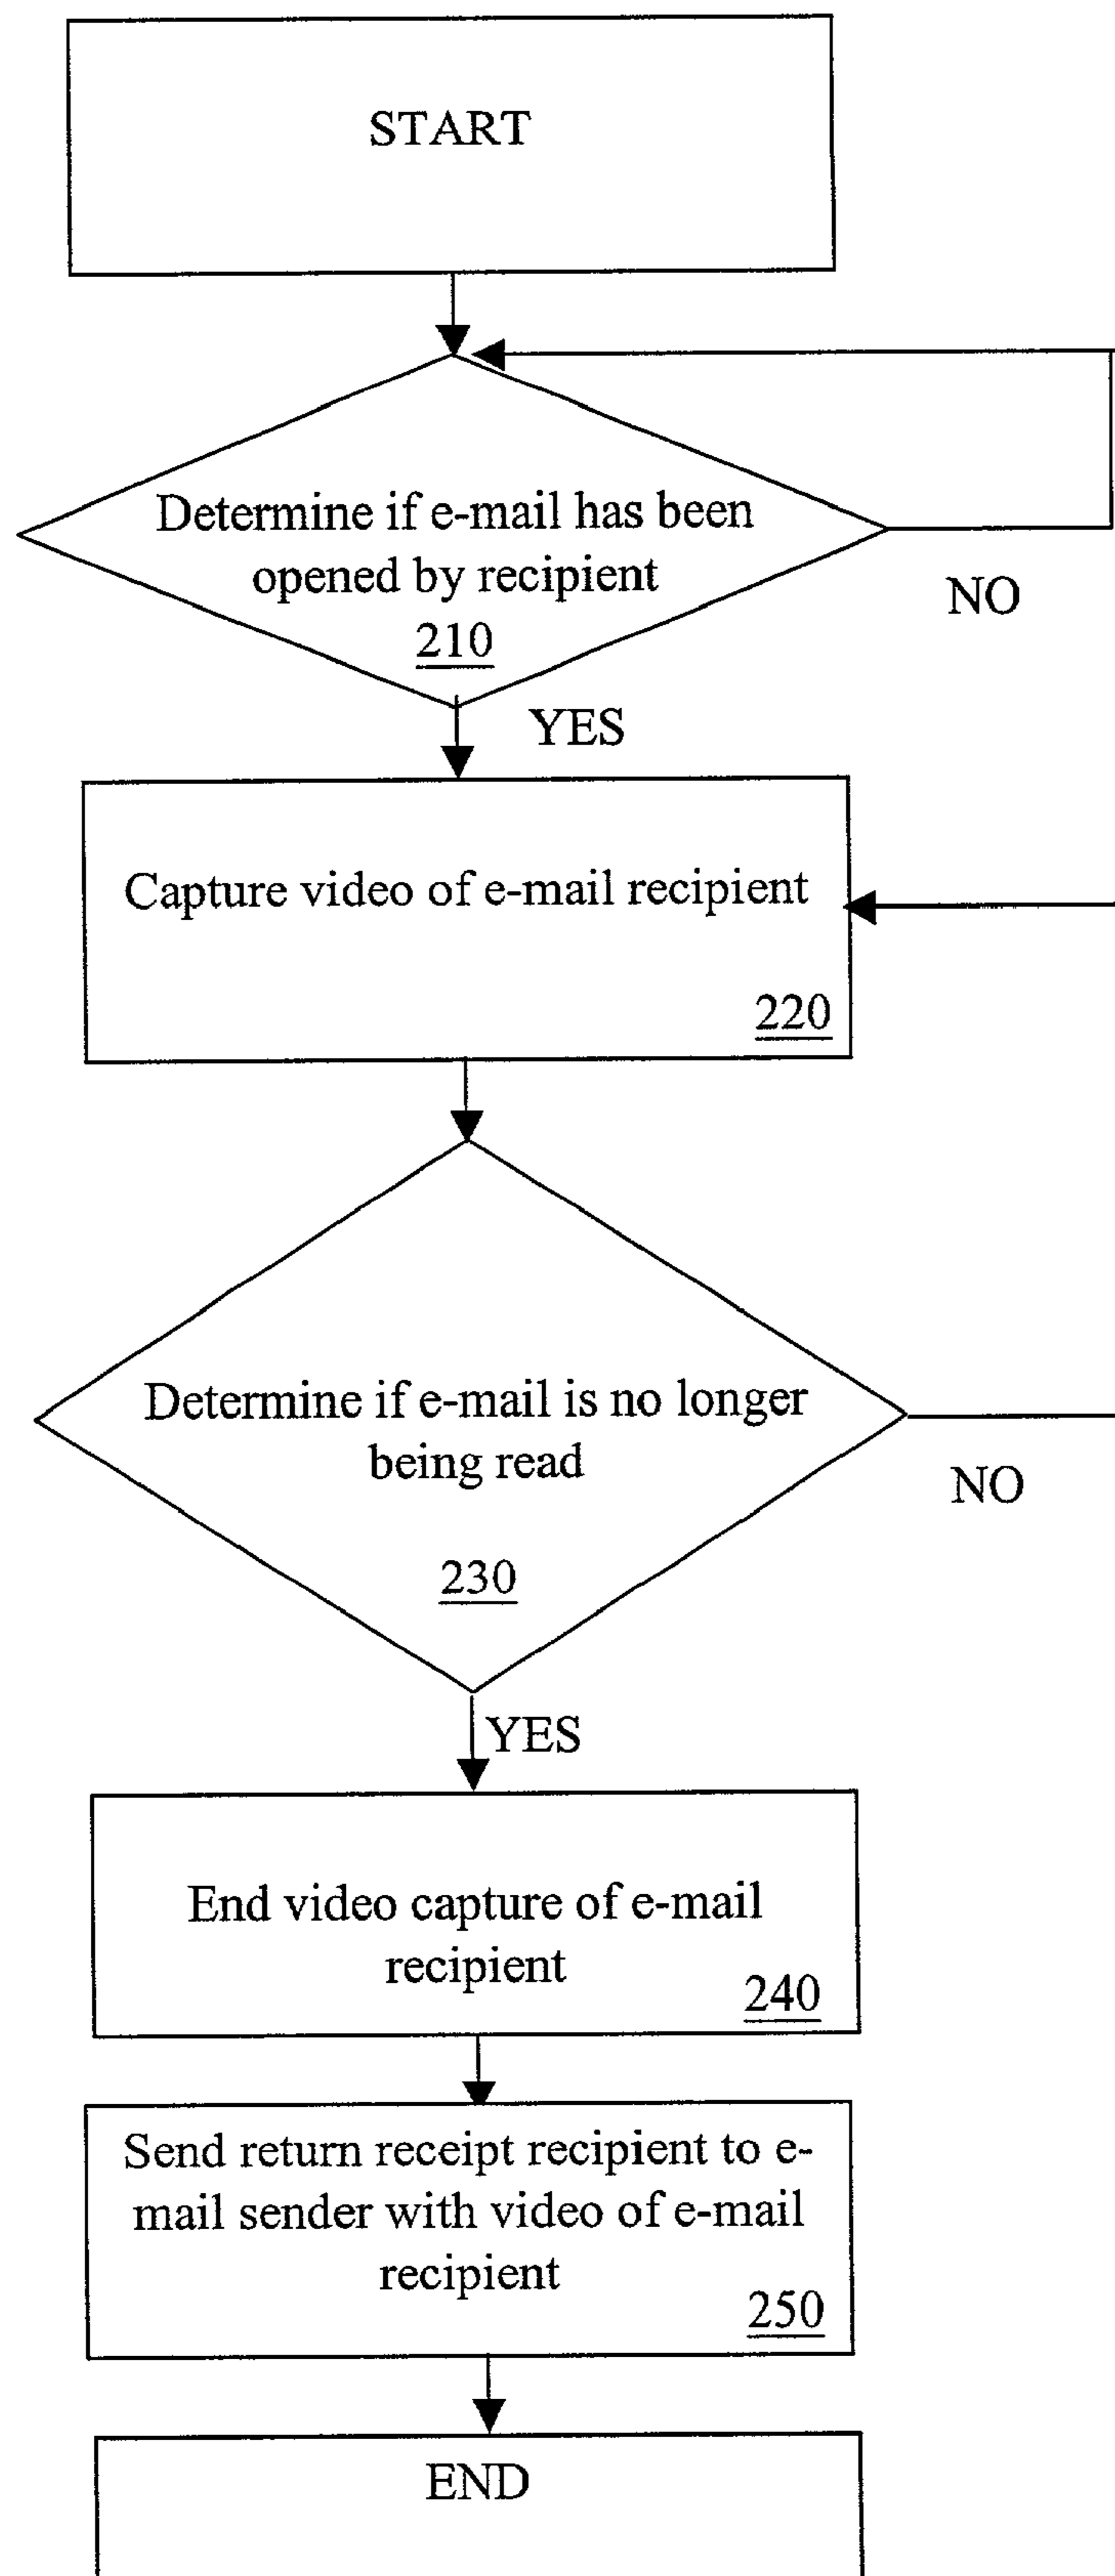 START
Determine if e-mail has been
opened by recipient
210
NO
YES
Capture video of e-mail recipient
220
Determine if e-mail is no longer
being read
NO
230
YES
End video capture of e-mail
recipient
240
Send return receipt recipient to e-
mail sender with video of e-mail
recipient
250
END